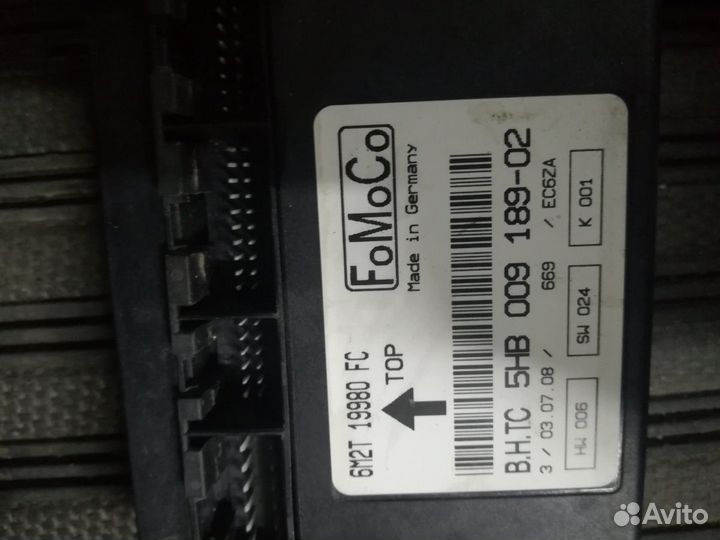 FoMoCo
Made in Germany
6M2T 19980 FC
TOP
B.H.T.C 5HB 009 189-02
3 / 03.07.08 / 669 / EC6ZA
HW 006 SW 024 K 001
Avito